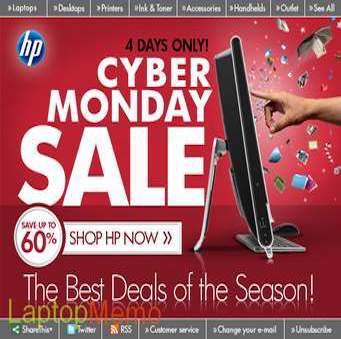 » Laptops » Desktops » Printers » Ink & Toner » Accessories » Handhelds » Outlet » See All
hp
4 DAYS ONLY!
CYBER
MONDAY
SALE
SAVE UP TO
60%
SHOP HP NOW »
The Best Deals of the Season!
LaptopMemo
ShareThis Twitter RSS » Customer service » Change your e-mail » Unsubscribe